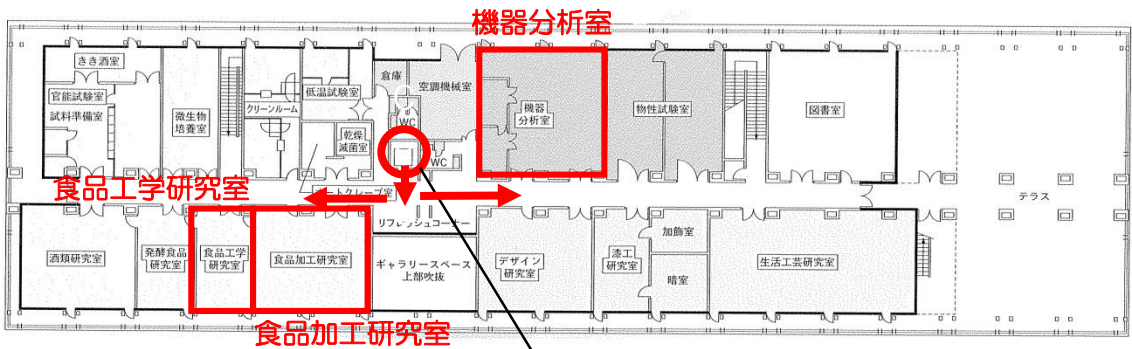 機器分析室
きき酒室
官能試験室
試料準備室
微生物
培養室
クリーンルーム
低温試験室
乾燥
滅菌室
倉庫
WC
空調機械室
WC
機器
分析室
物性試験室
図書室
食品工学研究室
オートクレーブ室
リフレッシュコーナー
テラス
酒類研究室
発酵食品
研究室
食品工学
研究室
食品加工研究室
ギャラリースペース
上部吹抜
デザイン
研究室
漆工
研究室
加飾室
暗室
生活工芸研究室
食品加工研究室